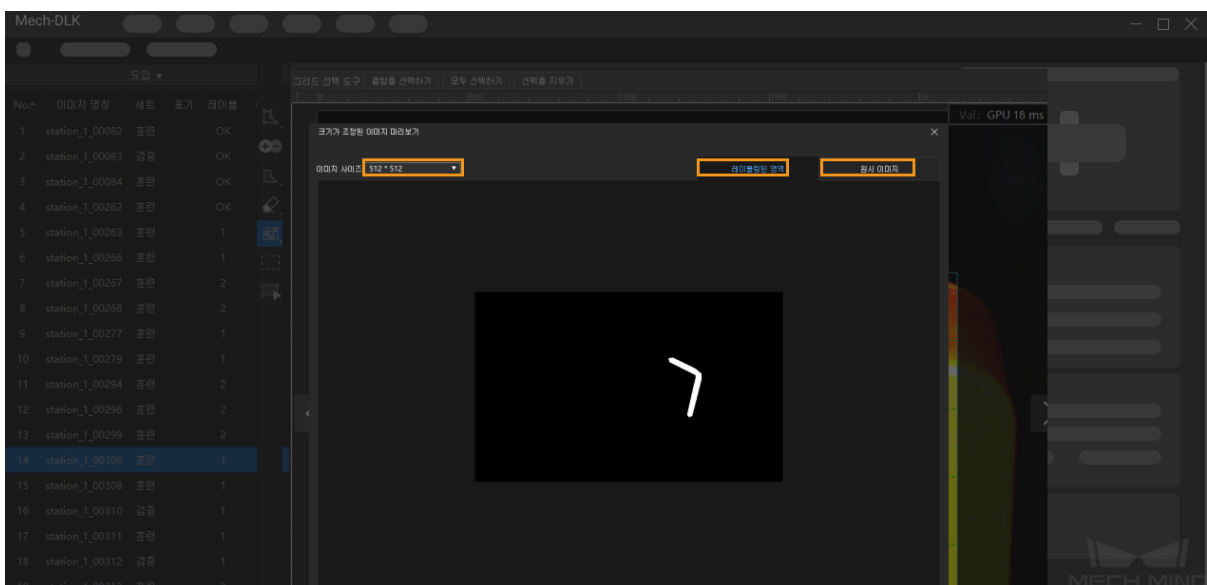 Mech-DLK
도입 ▾
그리드 선택 도구 결함을 선택하기 모두 선택하기 선택을 지우기
No. 이미지 명칭 세트 표기 레이블
Val.: GPU 18 ms
크기가 조정된 이미지 미리보기
이미지 사이즈 512 * 512 레이블링된 영역 원시 이미지
1 station_1_00082 훈련 OK
2 station_1_00083 검증 OK
3 station_1_00084 훈련 OK
4 station_1_00262 훈련 OK
5 station_1_00263 훈련 1
6 station_1_00266 훈련 1
7 station_1_00267 훈련 2
8 station_1_00268 훈련 2
9 station_1_00277 훈련 1
10 station_1_00279 훈련 1
11 station_1_00294 훈련 2
12 station_1_00296 훈련 2
13 station_1_00299 훈련 2
14 station_1_00306 훈련 1
15 station_1_00308 훈련 1
16 station_1_00310 검증 1
17 station_1_00311 훈련 1
18 station_1_00312 검증 1
MECH MIND